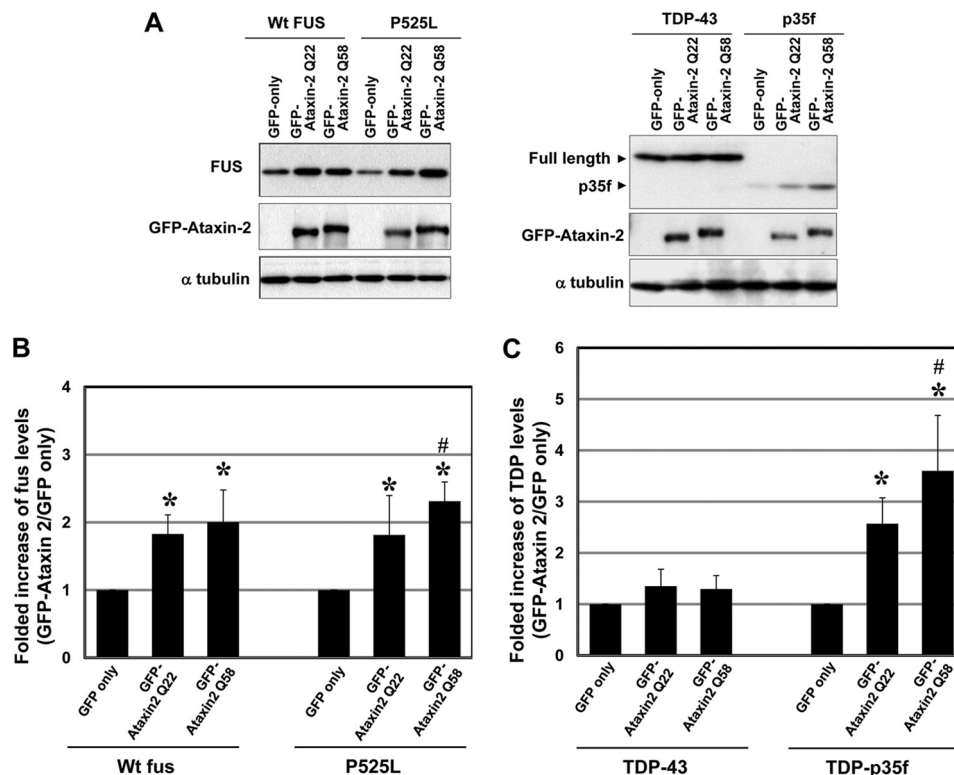 A
Wt FUS
P525L
GFP-only
GFP-
Ataxin-2 Q22
GFP-
Ataxin-2 Q58
GFP-only
GFP-
Ataxin-2 Q22
GFP-
Ataxin-2 Q58
FUS
GFP-Ataxin-2
α tubulin
TDP-43
p35f
GFP-only
GFP-
Ataxin-2 Q22
GFP-
Ataxin-2 Q58
GFP-only
GFP-
Ataxin-2 Q22
GFP-
Ataxin-2 Q58
Full length
p35f
GFP-Ataxin-2
α tubulin
B
Folded increase of fus levels
(GFP-Ataxin 2/GFP only)
4
3
2
1
0
*
*
*
#
*
GFP only
GFP-
Ataxin2 Q22
GFP-
Ataxin2 Q58
GFP only
GFP-
Ataxin2 Q22
GFP-
Ataxin2 Q58
Wt fus
P525L
C
Folded increase of TDP levels
(GFP-Ataxin 2/GFP only)
6
5
4
3
2
1
0
*
#
*
GFP only
GFP-
Ataxin2 Q22
GFP-
Ataxin2 Q58
GFP only
GFP-
Ataxin2 Q22
GFP-
Ataxin2 Q58
TDP-43
TDP-p35f